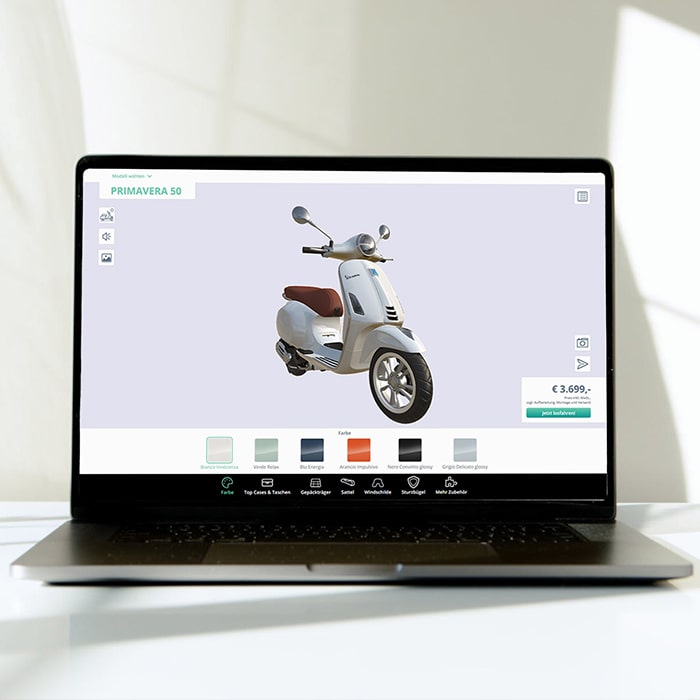 Modell wählen
PRIMAVERA 50
€ 3.699,-
Preis inkl. MwSt.,
zzgl. Aufbereitung, Montage und Versand
Jetzt losfahren!
Farbe
Bianco Innocenza
Verde Relax
Blu Energia
Arancio Impulsivo
Nero Convinto glossy
Grigio Delicato glossy
Farbe
Top Cases & Taschen
Gepäckträger
Sattel
Windschilde
Sturzbügel
Mehr Zubehör